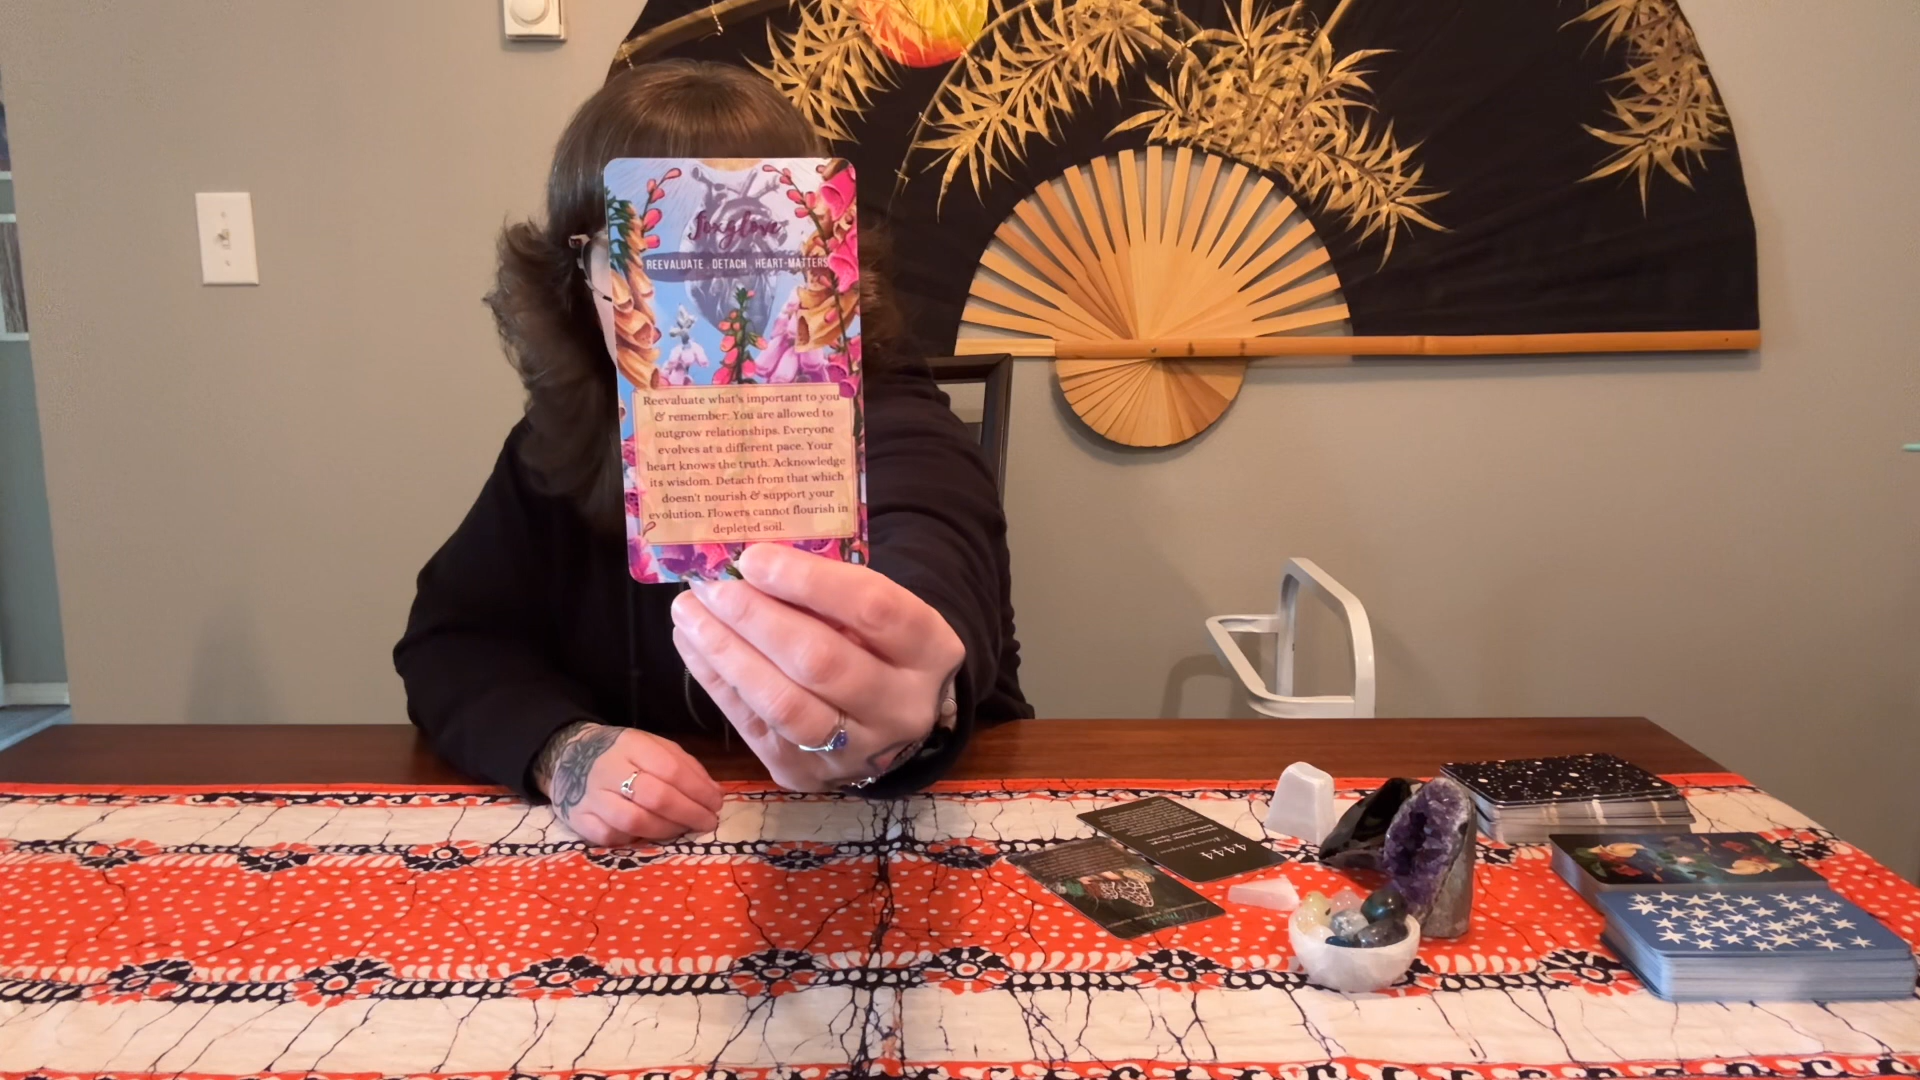 Foxglove
REEVALUATE . DETACH . HEART-MATTERS
Reevaluate what's important to you
& remember: You are allowed to
outgrow relationships. Everyone
evolves at a different pace. Your
heart knows the truth. Acknowledge
its wisdom. Detach from that which
doesn't nourish & support your
evolution. Flowers cannot flourish in
depleted soil.
4444